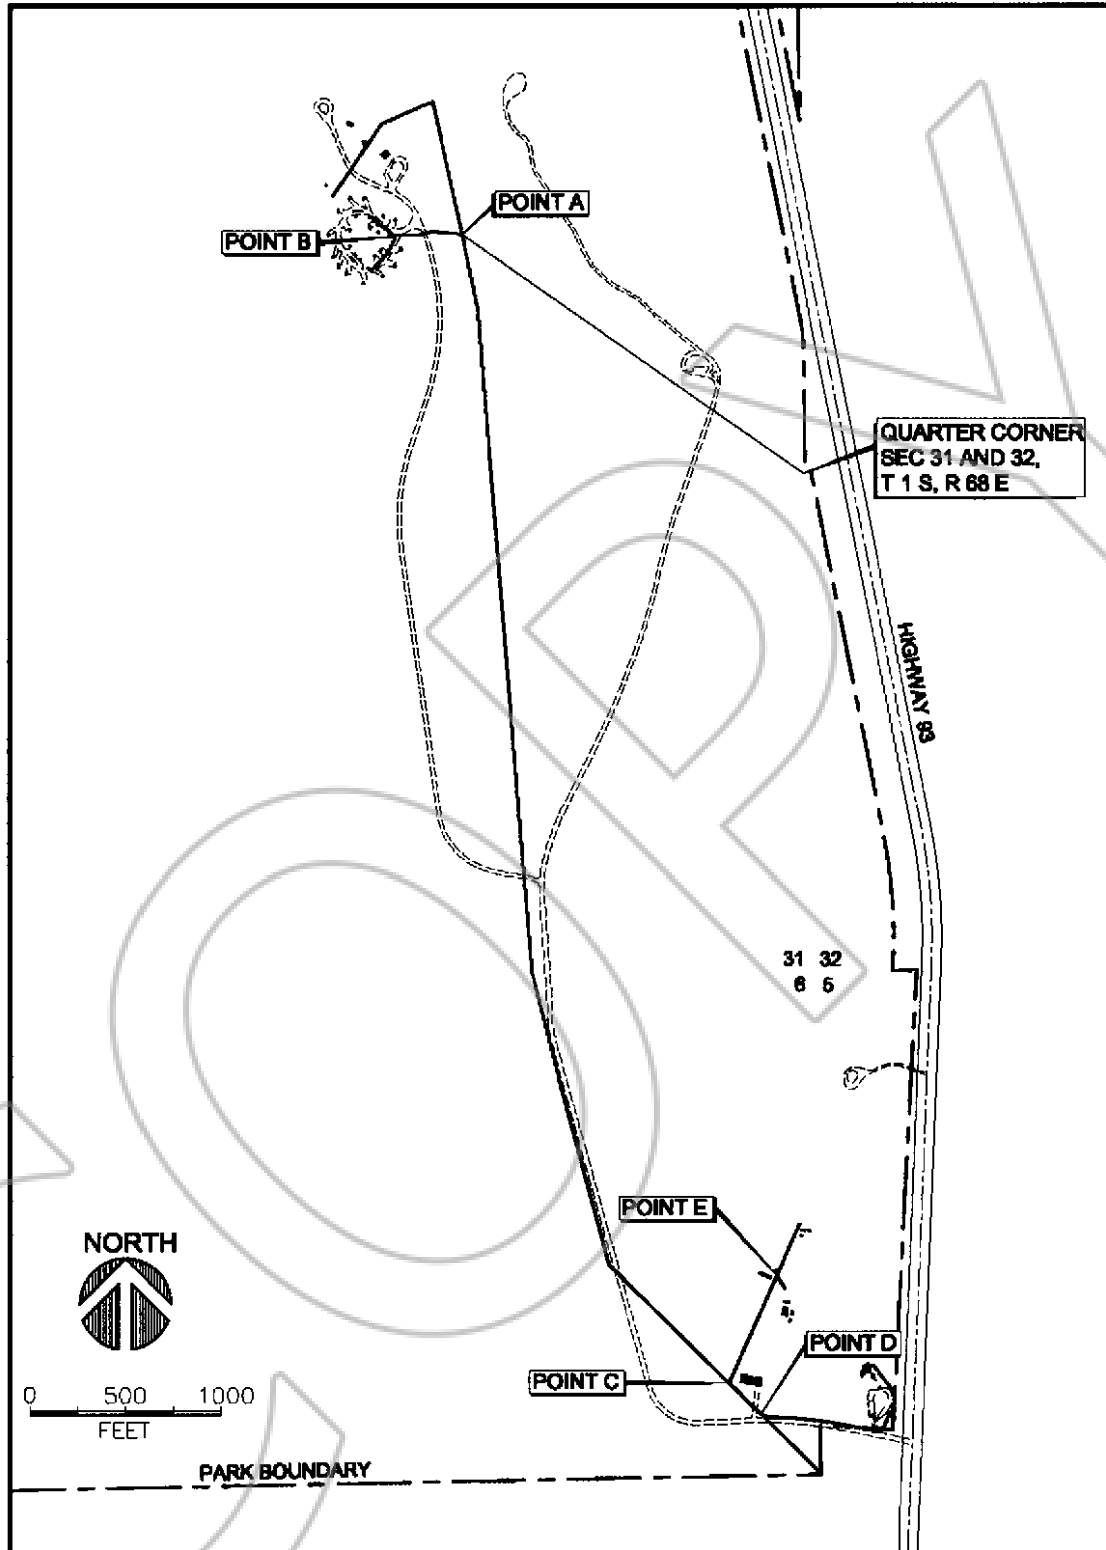 POINT A
POINT B
QUARTER CORNER
SEC 31 AND 32,
T 1 S, R 68 E
HIGHWAY 93
31 32
6 5
POINT E
NORTH
POINT D
POINT C
0 500 1000
FEET
PARK BOUNDARY
COPY